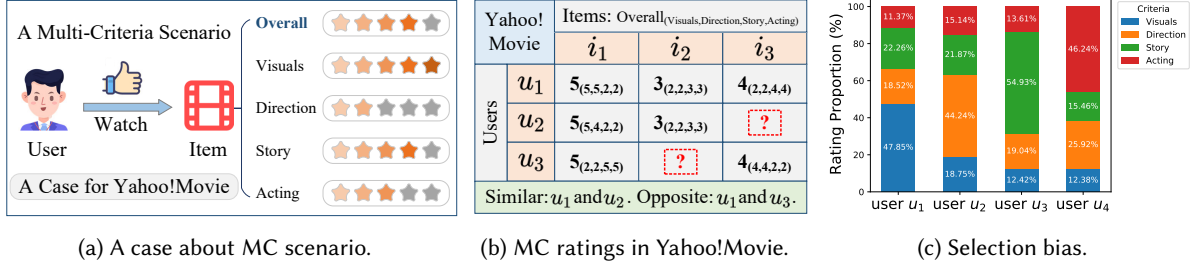 A Multi-Criteria Scenario
Watch
User
Item
A Case for Yahoo!Movie
Overall
Visuals
Direction
Story
Acting
(a) A case about MC scenario.
Yahoo! Movie
Items: Overall(Visuals,Direction,Story,Acting)
i1 i2 i3
Users
u1 5(5,5,2,2) 3(2,2,3,3) 4(2,2,4,4)
u2 5(5,4,2,2) 3(2,2,3,3) ?
u3 5(2,2,5,5) ? 4(4,4,2,2)
Similar: u1 and u2. Opposite: u1 and u3.
(b) MC ratings in Yahoo!Movie.
Rating Proportion (%)
100
80
60
40
20
0
11.37% 15.14% 13.61% 46.24%
22.26% 21.87% 54.93% 15.46%
18.52% 44.24% 19.04% 25.92%
47.85% 18.75% 12.42% 12.38%
user u1 user u2 user u3 user u4
Criteria
Visuals
Direction
Story
Acting
(c) Selection bias.